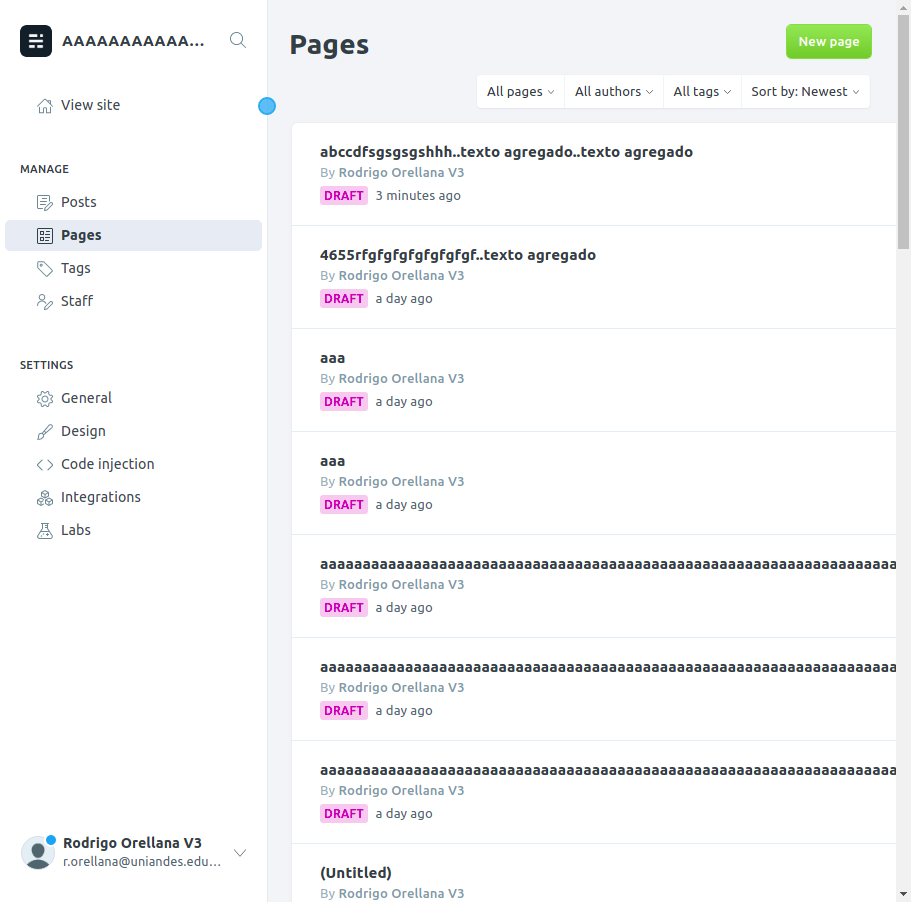 AAAAAAAAAAA...
View site
MANAGE
Posts
Pages
Tags
Staff
SETTINGS
General
Design
Code injection
Integrations
Labs
Rodrigo Orellana V3
r.orellana@uniandes.edu...
Pages
New page
All pages
All authors
All tags
Sort by: Newest
abccdfsgsgsgshhh..texto agregado..texto agregado
By Rodrigo Orellana V3
DRAFT 3 minutes ago
4655rfgfgfgfgfgfgfgf..texto agregado
By Rodrigo Orellana V3
DRAFT a day ago
aaa
By Rodrigo Orellana V3
DRAFT a day ago
aaa
By Rodrigo Orellana V3
DRAFT a day ago
aaaaaaaaaaaaaaaaaaaaaaaaaaaaaaaaaaaaaaaaaaaaaaaaaaaaaaaaaaaaaaaaaaaa
By Rodrigo Orellana V3
DRAFT a day ago
aaaaaaaaaaaaaaaaaaaaaaaaaaaaaaaaaaaaaaaaaaaaaaaaaaaaaaaaaaaaaaaaaaaa
By Rodrigo Orellana V3
DRAFT a day ago
aaaaaaaaaaaaaaaaaaaaaaaaaaaaaaaaaaaaaaaaaaaaaaaaaaaaaaaaaaaaaaaaaaaa
By Rodrigo Orellana V3
DRAFT a day ago
(Untitled)
By Rodrigo Orellana V3